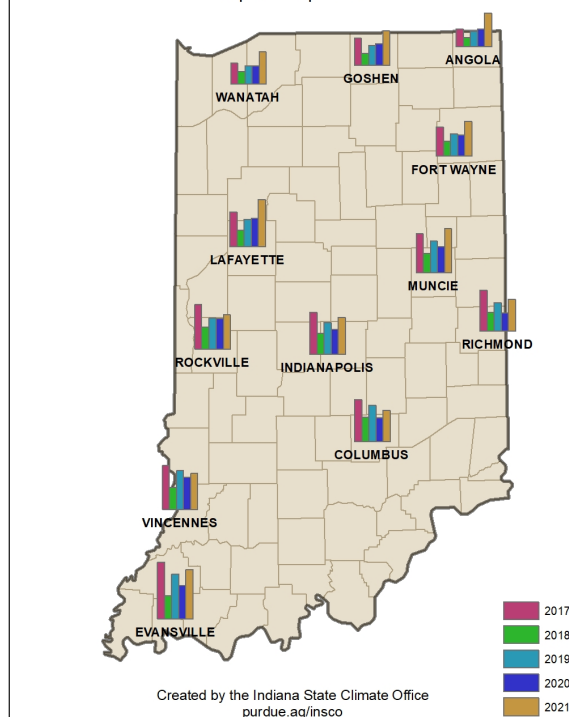 ANGOLA
GOSHEN
WANATAH
FORT WAYNE
LAFAYETTE
MUNCIE
RICHMOND
ROCKVILLE
INDIANAPOLIS
COLUMBUS
VINCENNES
EVANSVILLE
2017
2018
2019
2020
2021
Created by the Indiana State Climate Office
purdue.ag/insco